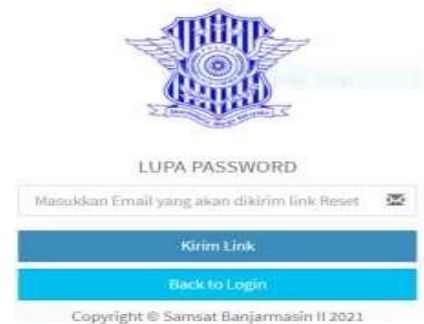 LUPA PASSWORD
Masukkan Email yang akan dikirim link Reset
Kirim Link
Back to Login
Copyright © Samsat Banjarmasin II 2021